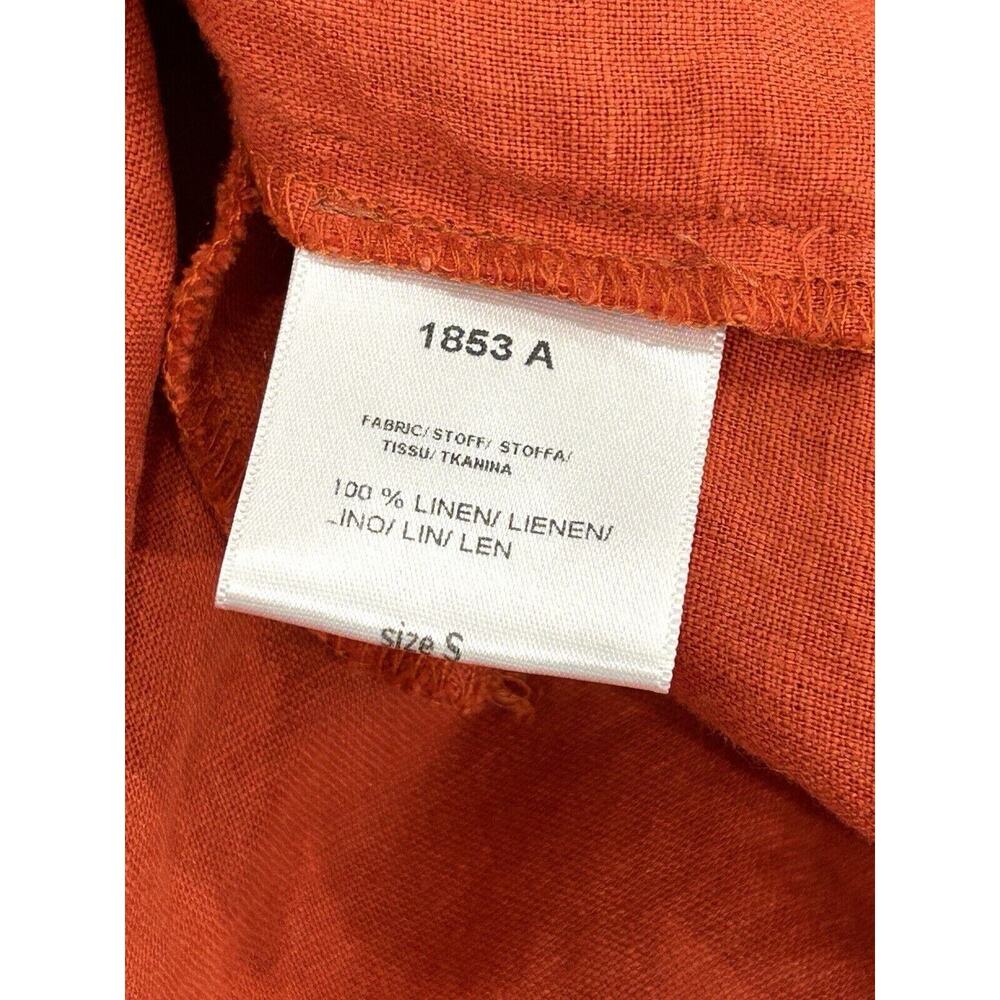 1853 A
FABRIC/ STOFF/ STOFFA/
TISSU/ TKANINA
100 % LINEN/ LIENEN/
LINO/ LIN/ LEN
size S